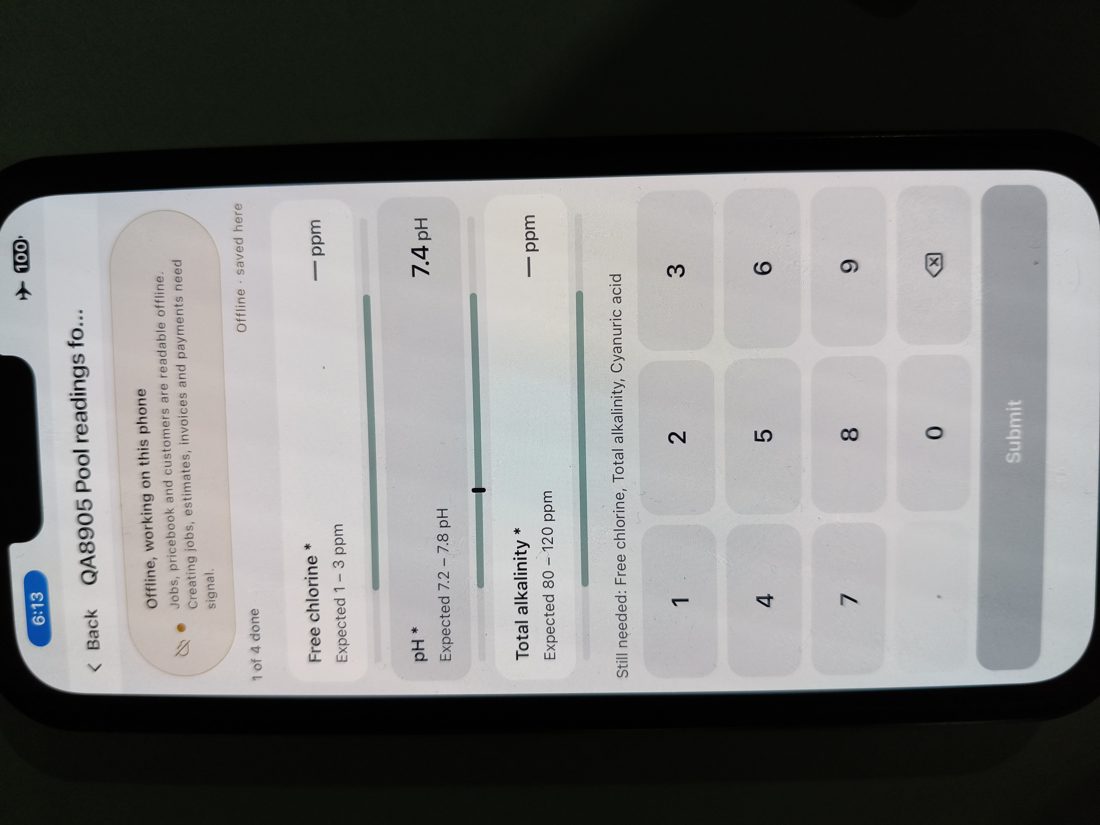 6:13
100
Back
QA8905 Pool readings fo...
Offline, working on this phone
Jobs, pricebook and customers are readable offline.
Creating jobs, estimates, invoices and payments need
signal.
1 of 4 done
Offline · saved here
Free chlorine *
— ppm
Expected 1 – 3 ppm
pH *
7.4 pH
Expected 7.2 – 7.8 pH
Total alkalinity *
— ppm
Expected 80 – 120 ppm
Still needed: Free chlorine, Total alkalinity, Cyanuric acid
1 2 3
4 5 6
7 8 9
. 0
Submit